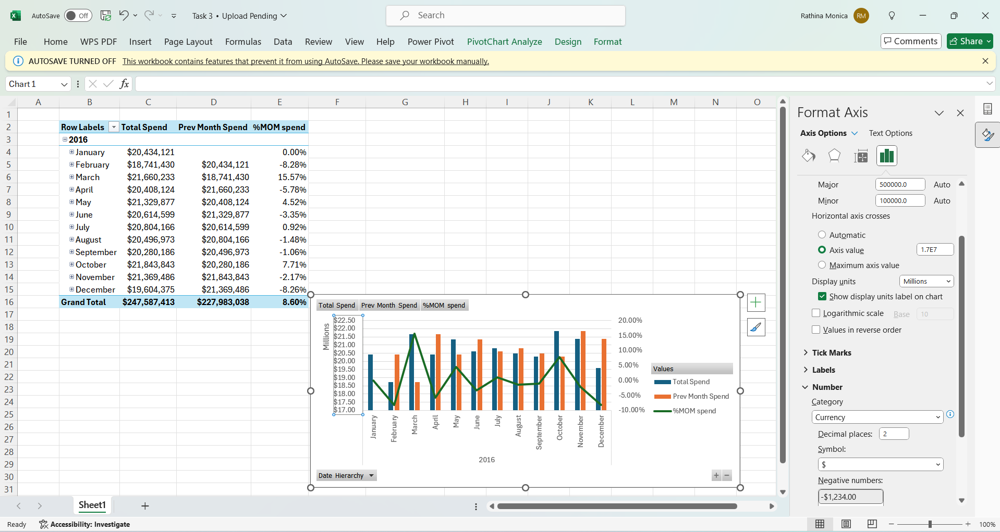 AutoSave Off Task 3 • Upload Pending Search Rathina Monica RM
File Home WPS PDF Insert Page Layout Formulas Data Review View Help Power Pivot PivotChart Analyze Design Format Comments Share
AUTOSAVE TURNED OFF This workbook contains features that prevent it from using AutoSave. Please save your workbook manually.
Chart 1 fx
A B C D E F G H I J K L M N O
1
2 Row Labels Total Spend Prev Month Spend %MOM spend
3 2016
4 January $20,434,121 0.00%
5 February $18,741,430 $20,434,121 -8.28%
6 March $21,660,233 $18,741,430 15.57%
7 April $20,408,124 $21,660,233 -5.78%
8 May $21,329,877 $20,408,124 4.52%
9 June $20,614,599 $21,329,877 -3.35%
10 July $20,804,166 $20,614,599 0.92%
11 August $20,496,973 $20,804,166 -1.48%
12 September $20,280,186 $20,496,973 -1.06%
13 October $21,843,843 $20,280,186 7.71%
14 November $21,369,486 $21,843,843 -2.17%
15 December $19,604,375 $21,369,486 -8.26%
16 Grand Total $247,587,413 $227,983,038 8.60%
17
18
19
20
21
22
23
24
25
26
27
28
29
30
31
Total Spend Prev Month Spend %MOM spend
Millions
$22.50
$22.00
$21.50
$21.00
$20.50
$20.00
$19.50
$19.00
$18.50
$18.00
$17.50
$17.00
20.00%
15.00%
10.00%
5.00%
0.00%
-5.00%
-10.00%
January February March April May June July August September October November December
2016
Values
Total Spend
Prev Month Spend
%MOM spend
Date Hierarchy
Format Axis
Axis Options Text Options
Major 500000.0 Auto
Minor 100000.0 Auto
Horizontal axis crosses
Automatic
Axis value 1.7E7
Maximum axis value
Display units Millions
Show display units label on chart
Logarithmic scale Base 10
Values in reverse order
Tick Marks
Labels
Number
Category
Currency
Decimal places: 2
Symbol:
$
Negative numbers:
-$1,234.00
Sheet1
Ready Accessibility: Investigate 100%